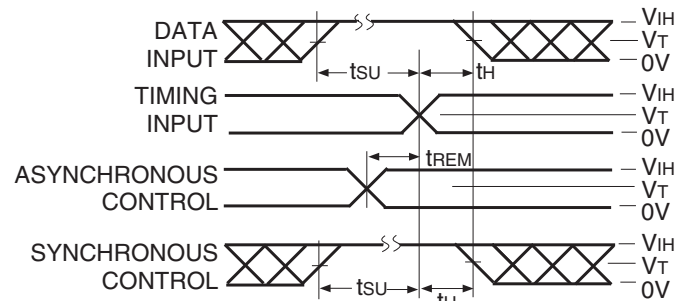 DATA INPUT
VIH
VT
0V
tSU
tH
TIMING INPUT
VIH
VT
0V
tREM
ASYNCHRONOUS CONTROL
VIH
VT
0V
SYNCHRONOUS CONTROL
VIH
VT
0V
tSU